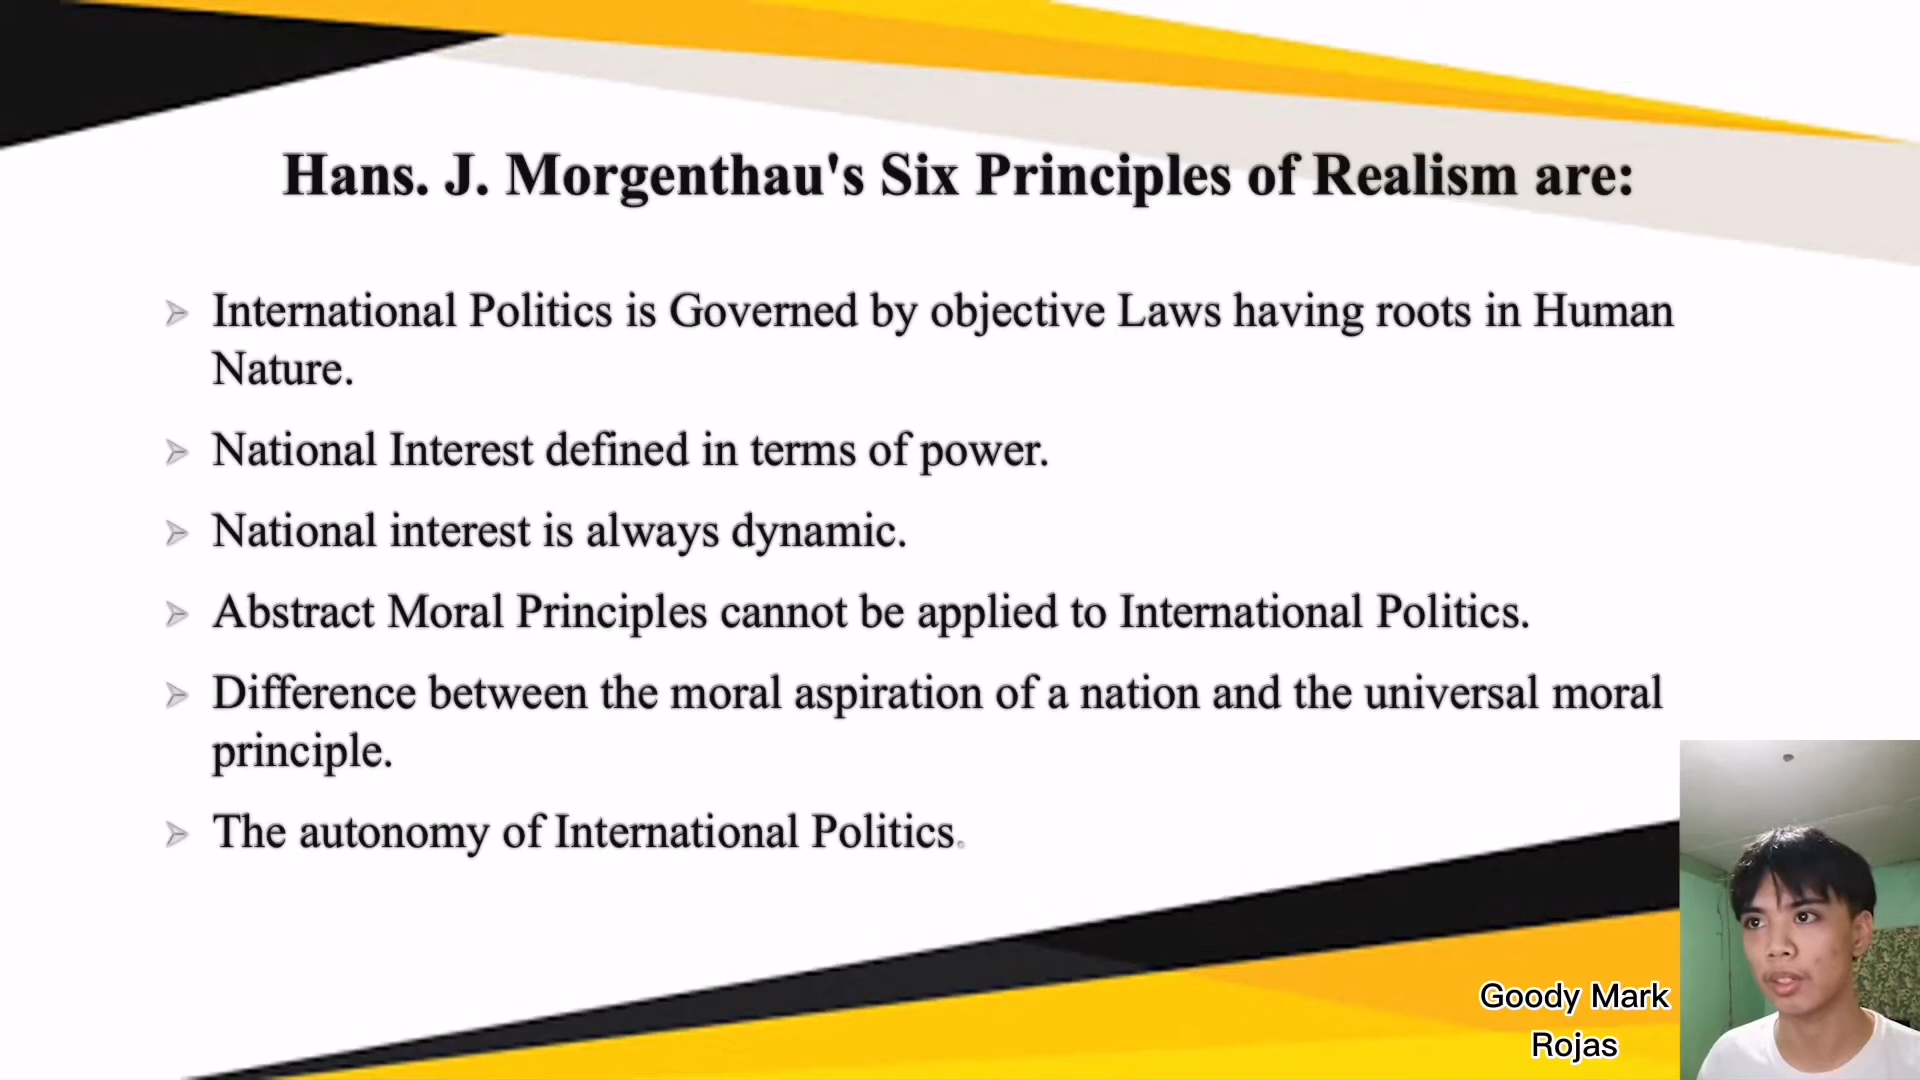 Hans. J. Morgenthau's Six Principles of Realism are:
International Politics is Governed by objective Laws having roots in Human
Nature.
National Interest defined in terms of power.
National interest is always dynamic.
Abstract Moral Principles cannot be applied to International Politics.
Difference between the moral aspiration of a nation and the universal moral
principle.
The autonomy of International Politics.
Goody Mark
Rojas